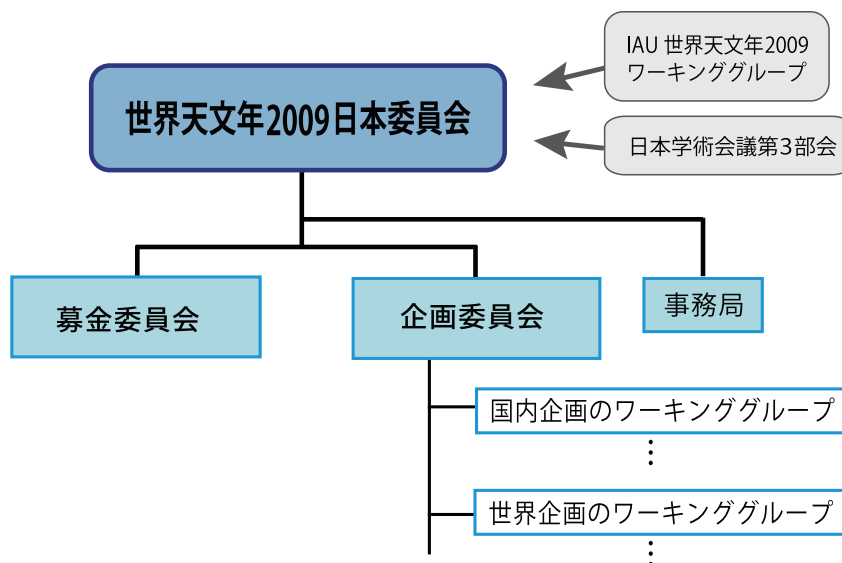 IAU 世界天文年2009
ワーキンググループ
世界天文年2009日本委員会
日本学術会議第3部会
募金委員会
企画委員会
事務局
国内企画のワーキンググループ
世界企画のワーキンググループ